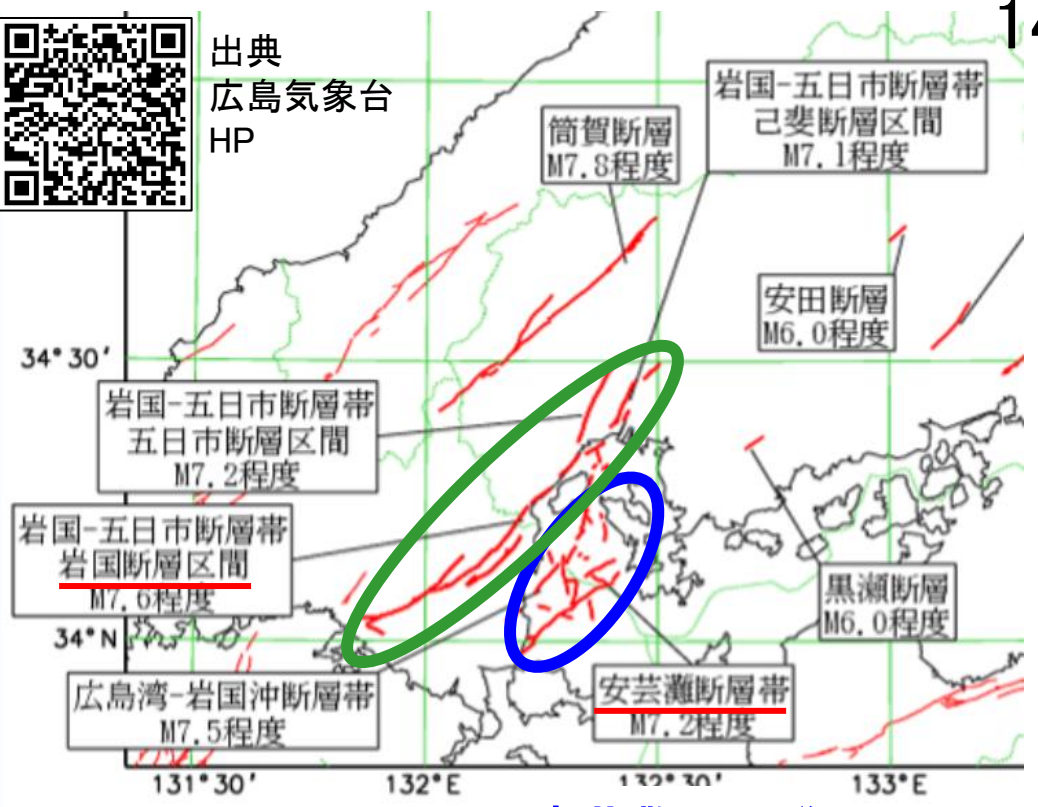 14
出典
広島気象台
HP
岩国-五日市断層帯
己斐断層区間
M7.1程度
筒賀断層
M7.8程度
安田断層
M6.0程度
34°30′
岩国-五日市断層帯
五日市断層区間
M7.2程度
岩国-五日市断層帯
岩国断層区間
M7.6程度
黒瀬断層
M6.0程度
34°N
広島湾-岩国沖断層帯
M7.5程度
安芸灘断層帯
M7.2程度
131°30′
132°E
132°30′
133°E